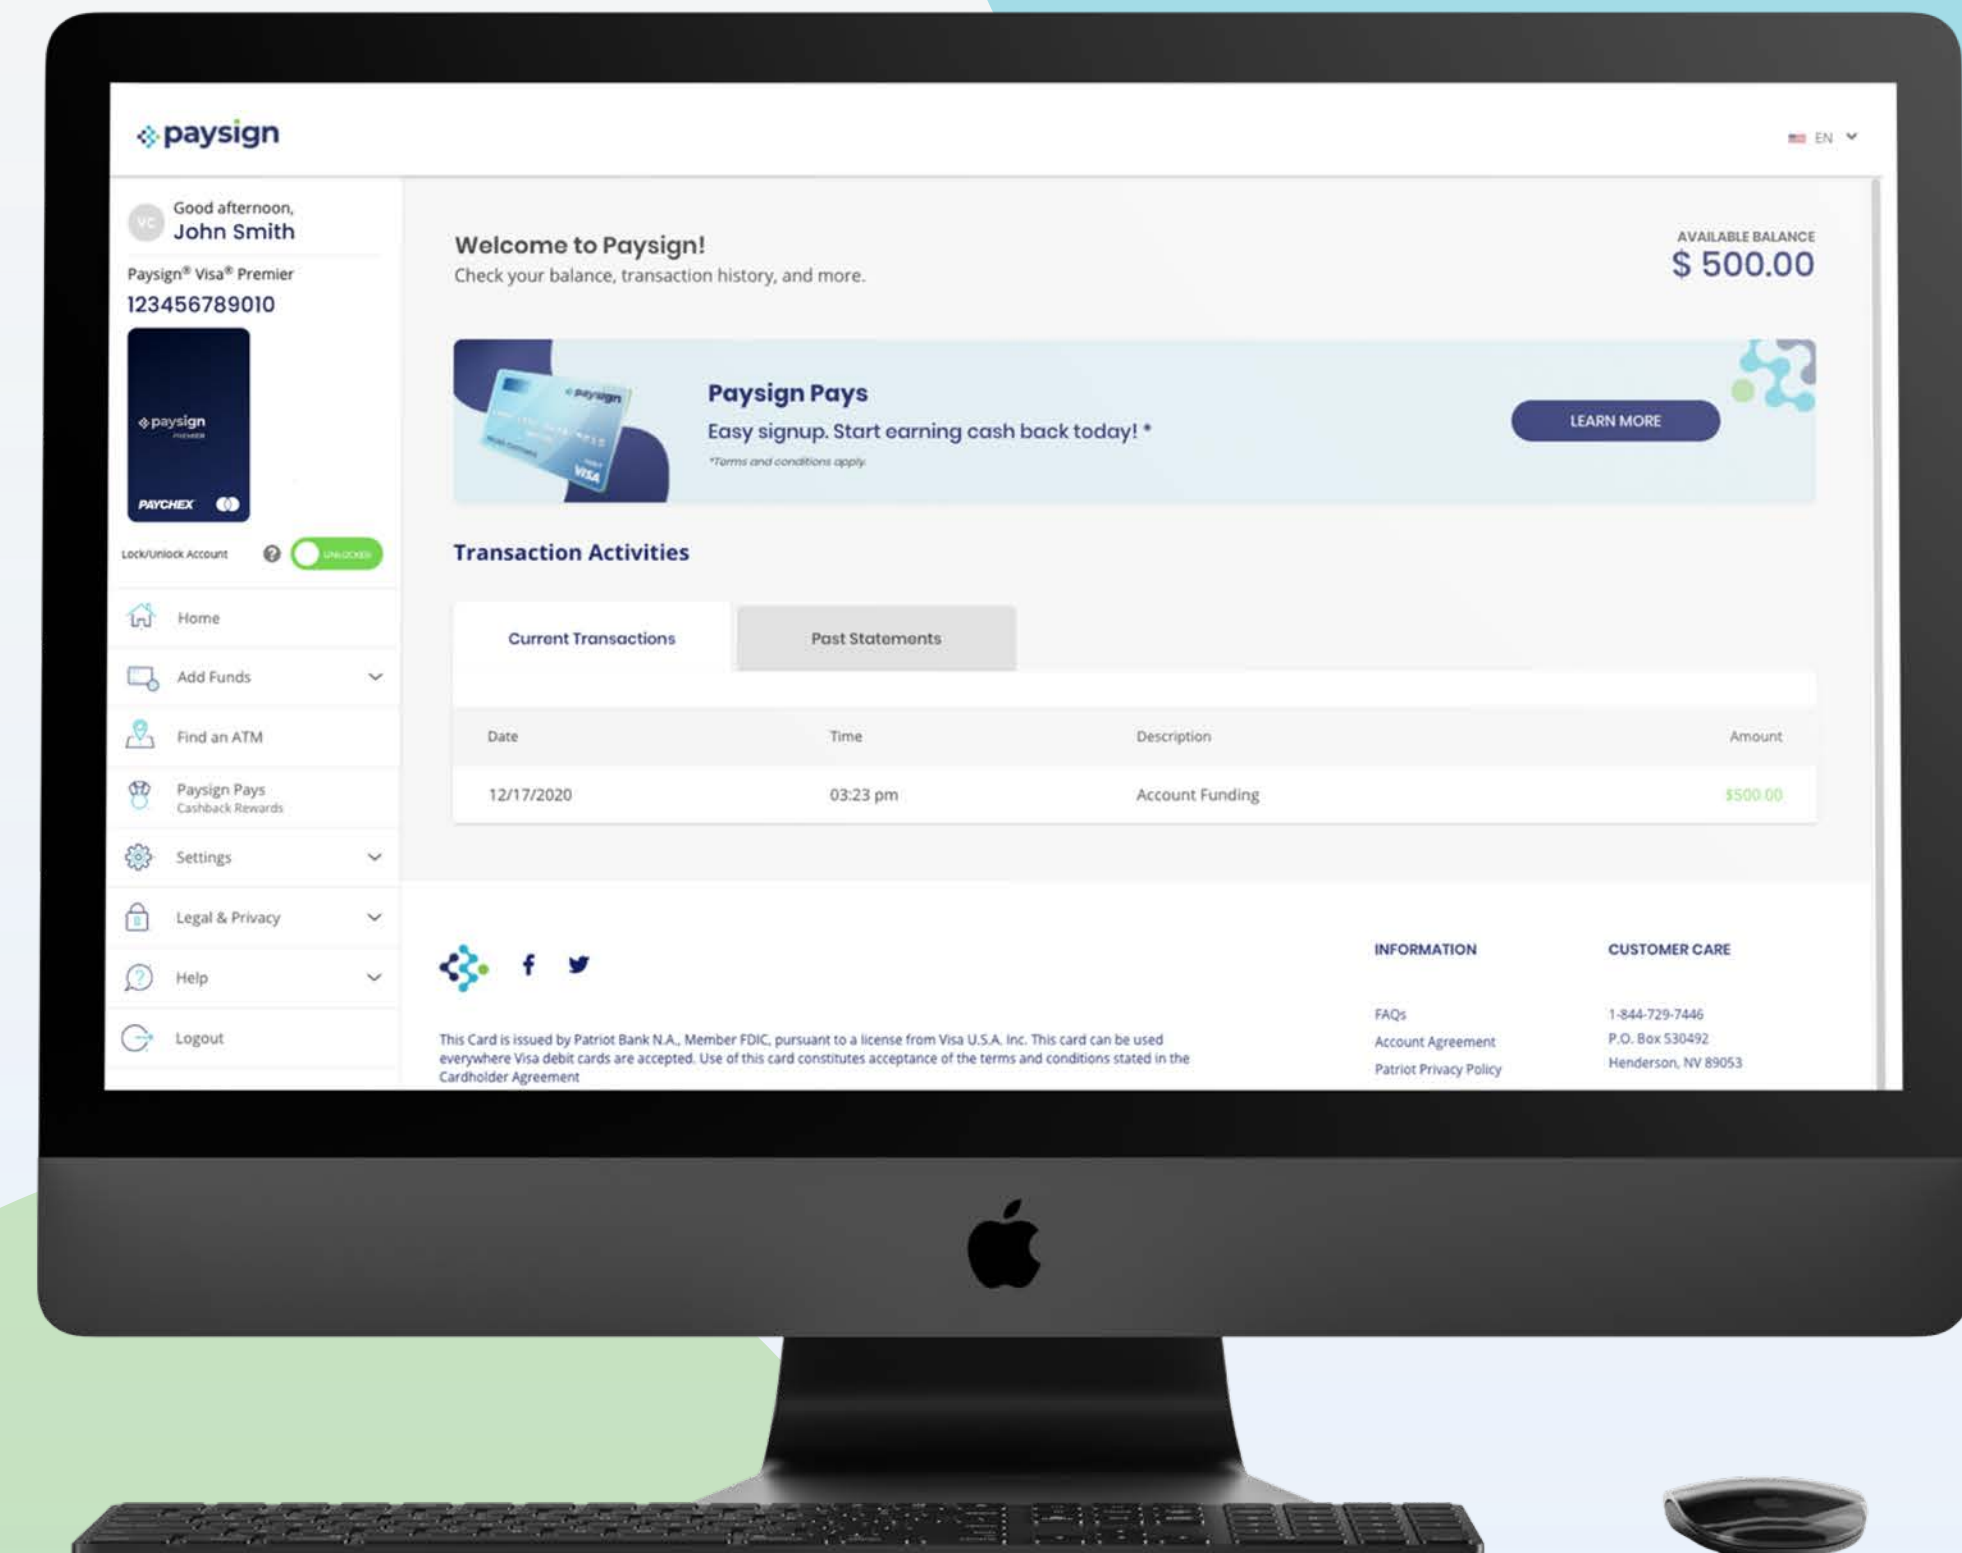 paysign
EN
VC
Good afternoon,
John Smith
Paysign® Visa® Premier
123456789010
paysign
PREMIER
PAYCHEX
Lock/Unlock Account
?
UNLOCKED
Home
Add Funds
Find an ATM
Paysign Pays
Cashback Rewards
Settings
Legal & Privacy
Help
Logout
Welcome to Paysign!
Check your balance, transaction history, and more.
AVAILABLE BALANCE
$ 500.00
paysign
VISA
Paysign Pays
Easy signup. Start earning cash back today! *
*Terms and conditions apply.
LEARN MORE
Transaction Activities
Current Transactions
Past Statements
Date Time Description Amount
12/17/2020 03:23 pm Account Funding $500.00
This Card is issued by Patriot Bank N.A., Member FDIC, pursuant to a license from Visa U.S.A. Inc. This card can be used
everywhere Visa debit cards are accepted. Use of this card constitutes acceptance of the terms and conditions stated in the
Cardholder Agreement
INFORMATION
FAQs
Account Agreement
Patriot Privacy Policy
CUSTOMER CARE
1-844-729-7446
P.O. Box 530492
Henderson, NV 89053